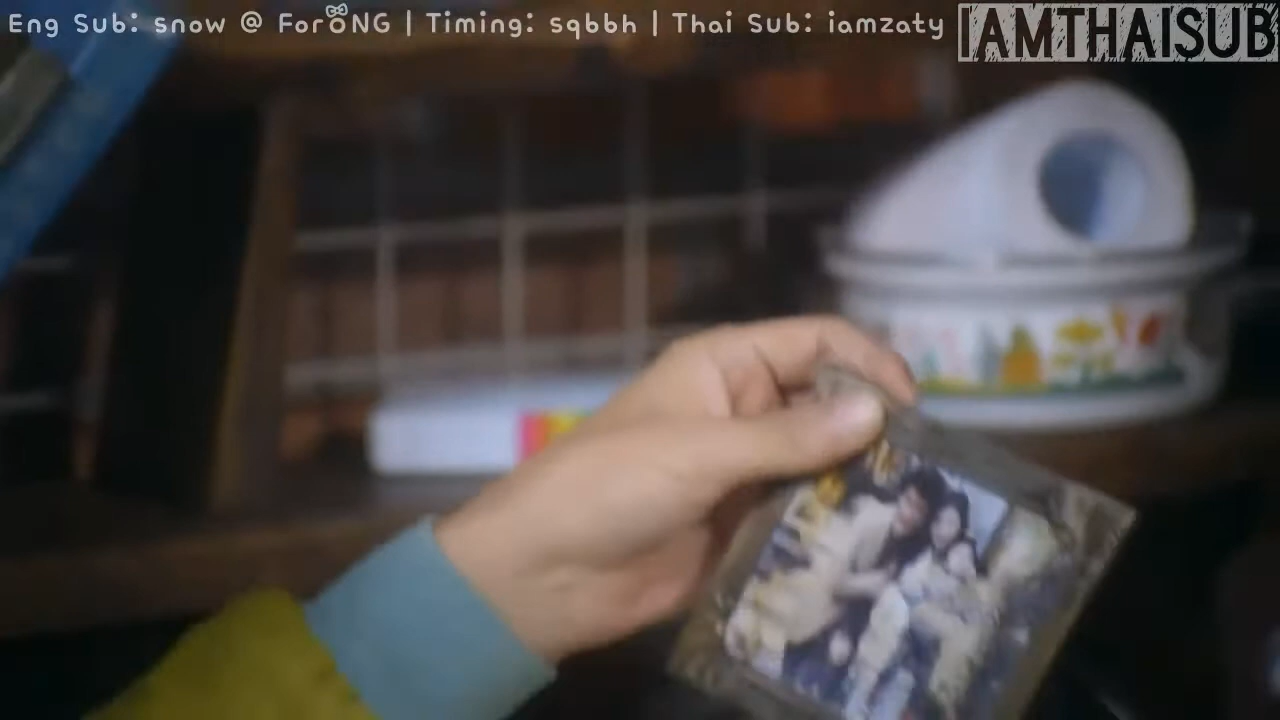 Eng Sub: snow @ ForONG | Timing: sqbbh | Thai Sub: iamzaty
IAMTHAISUB